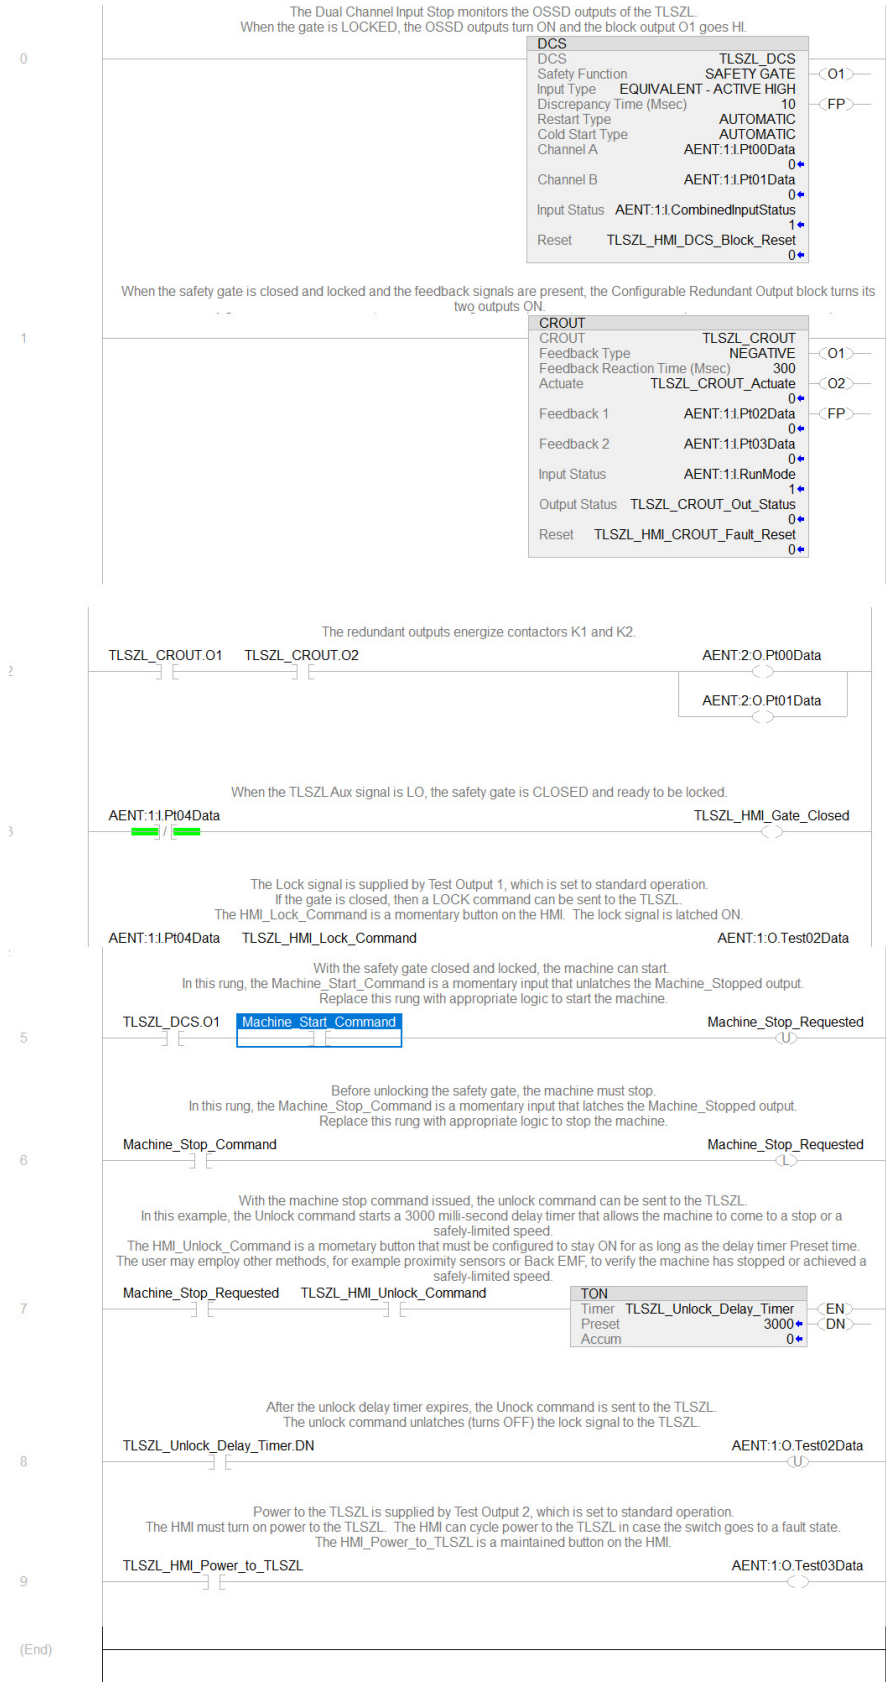 The Dual Channel Input Stop monitors the OSSD outputs of the TLSZL.
When the gate is LOCKED, the OSSD outputs turn ON and the block output O1 goes HI.
0
DCS
DCS TLSZL_DCS
Safety Function SAFETY GATE O1
Input Type EQUIVALENT - ACTIVE HIGH
Discrepancy Time (Msec) 10 FP
Restart Type AUTOMATIC
Cold Start Type AUTOMATIC
Channel A AENT:1:I.Pt00Data
0
Channel B AENT:1:I.Pt01Data
0
Input Status AENT:1:I.CombinedInputStatus
1
Reset TLSZL_HMI_DCS_Block_Reset
0
When the safety gate is closed and locked and the feedback signals are present, the Configurable Redundant Output block turns its
two outputs ON.
1
CROUT
CROUT TLSZL_CROUT
Feedback Type NEGATIVE O1
Feedback Reaction Time (Msec) 300
Actuate TLSZL_CROUT_Actuate O2
0
Feedback 1 AENT:1:I.Pt02Data FP
0
Feedback 2 AENT:1:I.Pt03Data
0
Input Status AENT:1:I.RunMode
1
Output Status TLSZL_CROUT_Out_Status
0
Reset TLSZL_HMI_CROUT_Fault_Reset
0
The redundant outputs energize contactors K1 and K2.
TLSZL_CROUT.O1 TLSZL_CROUT.O2 AENT:2:O.Pt00Data
2
AENT:2:O.Pt01Data
When the TLSZL Aux signal is LO, the safety gate is CLOSED and ready to be locked.
AENT:1:I.Pt04Data TLSZL_HMI_Gate_Closed
3
The Lock signal is supplied by Test Output 1, which is set to standard operation.
If the gate is closed, then a LOCK command can be sent to the TLSZL.
The HMI_Lock_Command is a momentary button on the HMI. The lock signal is latched ON.
AENT:1:I.Pt04Data TLSZL_HMI_Lock_Command AENT:1:O.Test02Data
With the safety gate closed and locked, the machine can start.
In this rung, the Machine_Start_Command is a momentary input that unlatches the Machine_Stopped output.
Replace this rung with appropriate logic to start the machine.
TLSZL_DCS.O1 Machine_Start_Command Machine_Stop_Requested
5 U
Before unlocking the safety gate, the machine must stop.
In this rung, the Machine_Stop_Command is a momentary input that latches the Machine_Stopped output.
Replace this rung with appropriate logic to stop the machine.
Machine_Stop_Command Machine_Stop_Requested
6 L
With the machine stop command issued, the unlock command can be sent to the TLSZL.
In this example, the Unlock command starts a 3000 milli-second delay timer that allows the machine to come to a stop or a
safely-limited speed.
The HMI_Unlock_Command is a mometary button that must be configured to stay ON for as long as the delay timer Preset time.
The user may employ other methods, for example proximity sensors or Back EMF, to verify the machine has stopped or achieved a
safely-limited speed.
Machine_Stop_Requested TLSZL_HMI_Unlock_Command TON
7 Timer TLSZL_Unlock_Delay_Timer EN
Preset 3000 DN
Accum 0
After the unlock delay timer expires, the Unock command is sent to the TLSZL.
The unlock command unlatches (turns OFF) the lock signal to the TLSZL.
TLSZL_Unlock_Delay_Timer.DN AENT:1:O.Test02Data
8 U
Power to the TLSZL is supplied by Test Output 2, which is set to standard operation.
The HMI must turn on power to the TLSZL. The HMI can cycle power to the TLSZL in case the switch goes to a fault state.
The HMI_Power_to_TLSZL is a maintained button on the HMI.
TLSZL_HMI_Power_to_TLSZL AENT:1:O.Test03Data
9
(End)